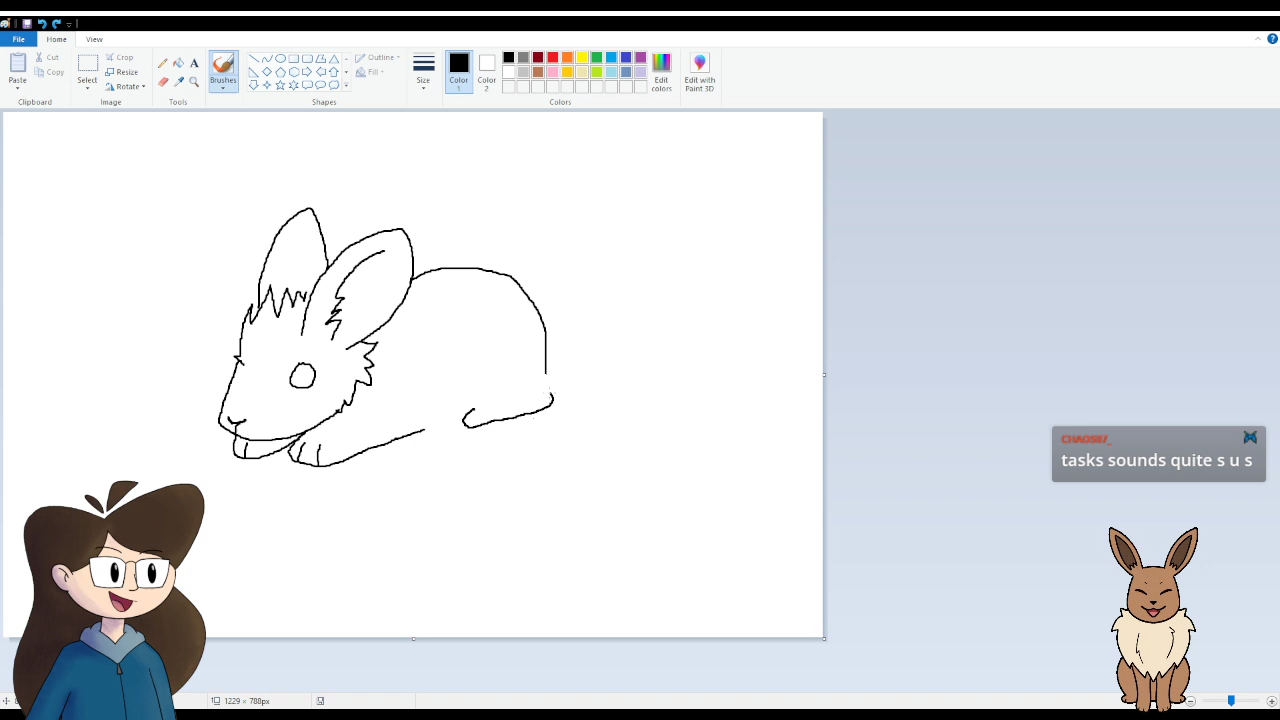 File Home View
Cut
Copy
Paste
Clipboard
Crop
Resize
Rotate
Select
Image
Tools
Brushes
Outline
Fill
Shapes
Size
Color 1
Color 2
Edit colors
Colors
Edit with Paint 3D
CHAOS87_
tasks sounds quite s u s
1229 × 788px